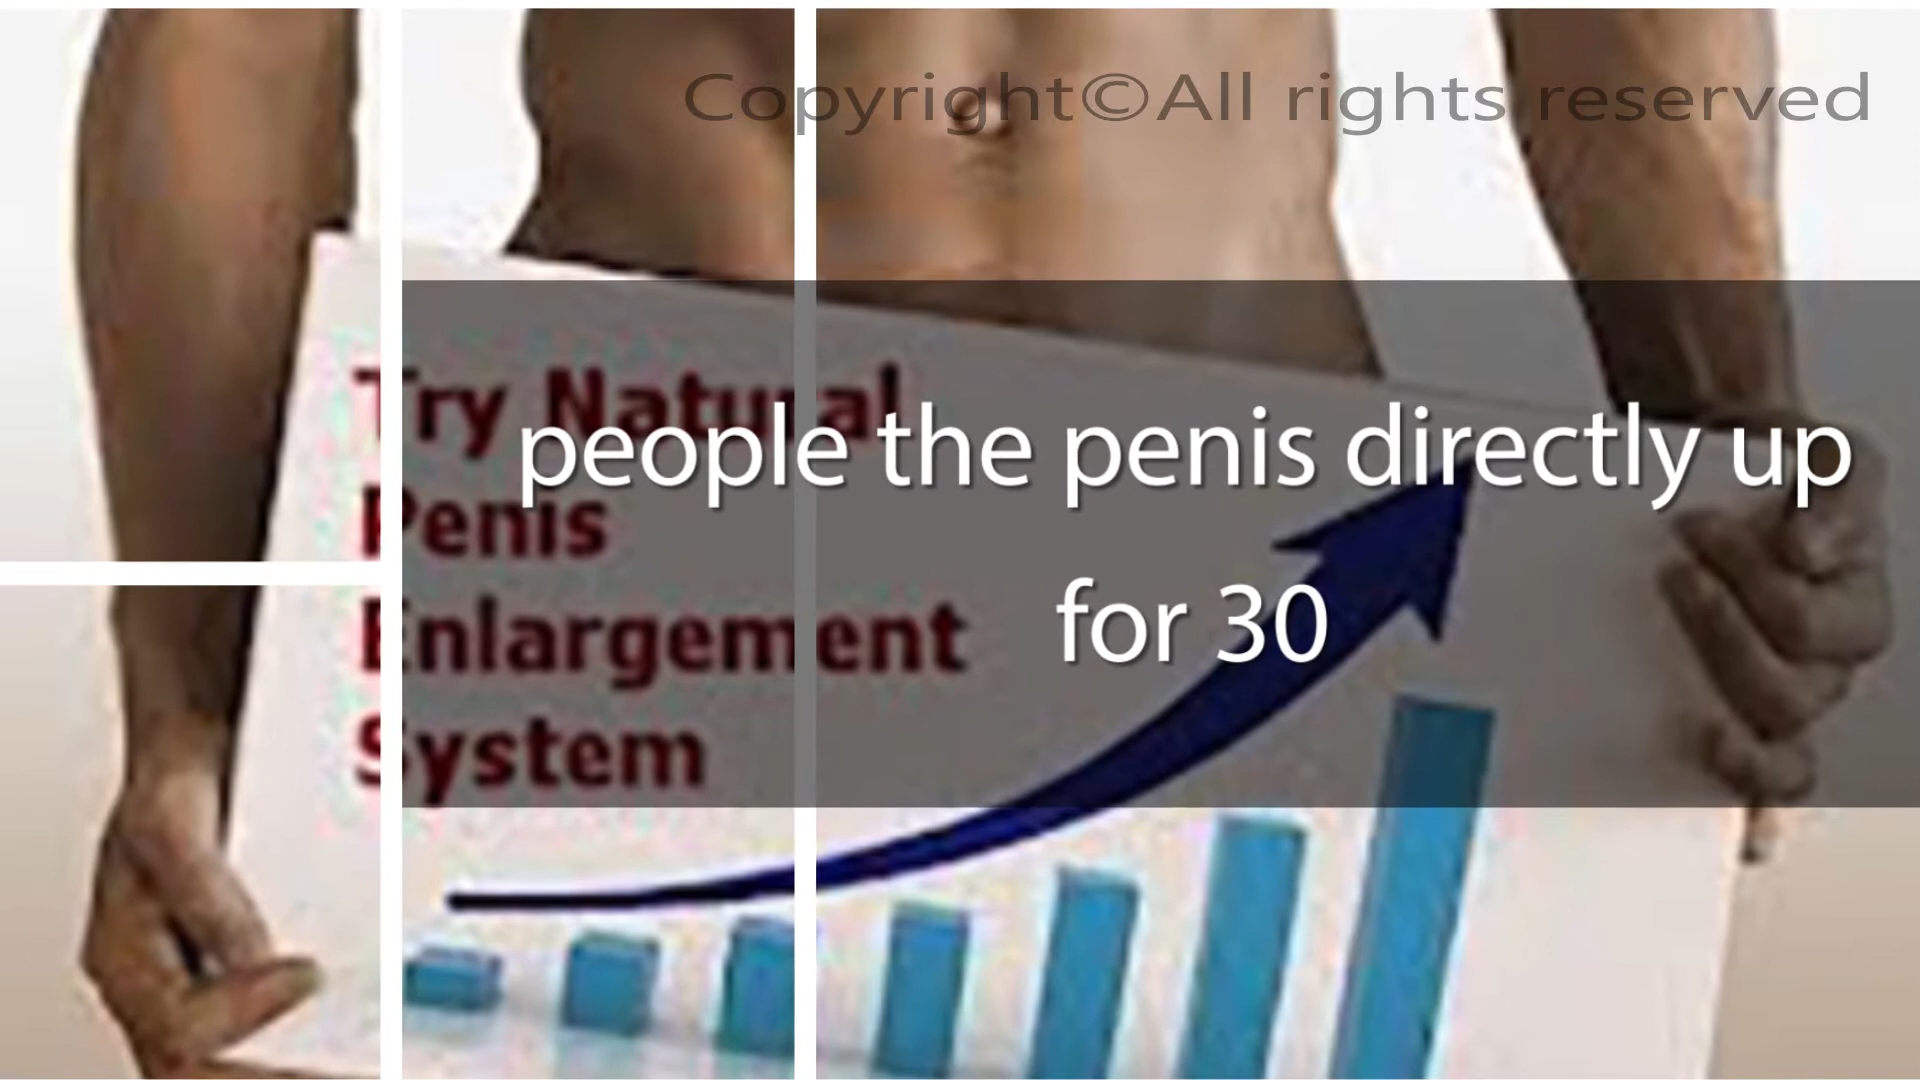 Copyright©All rights reserved
Try Natural
Penis
Enlargement
System
people the penis directly up
for 30